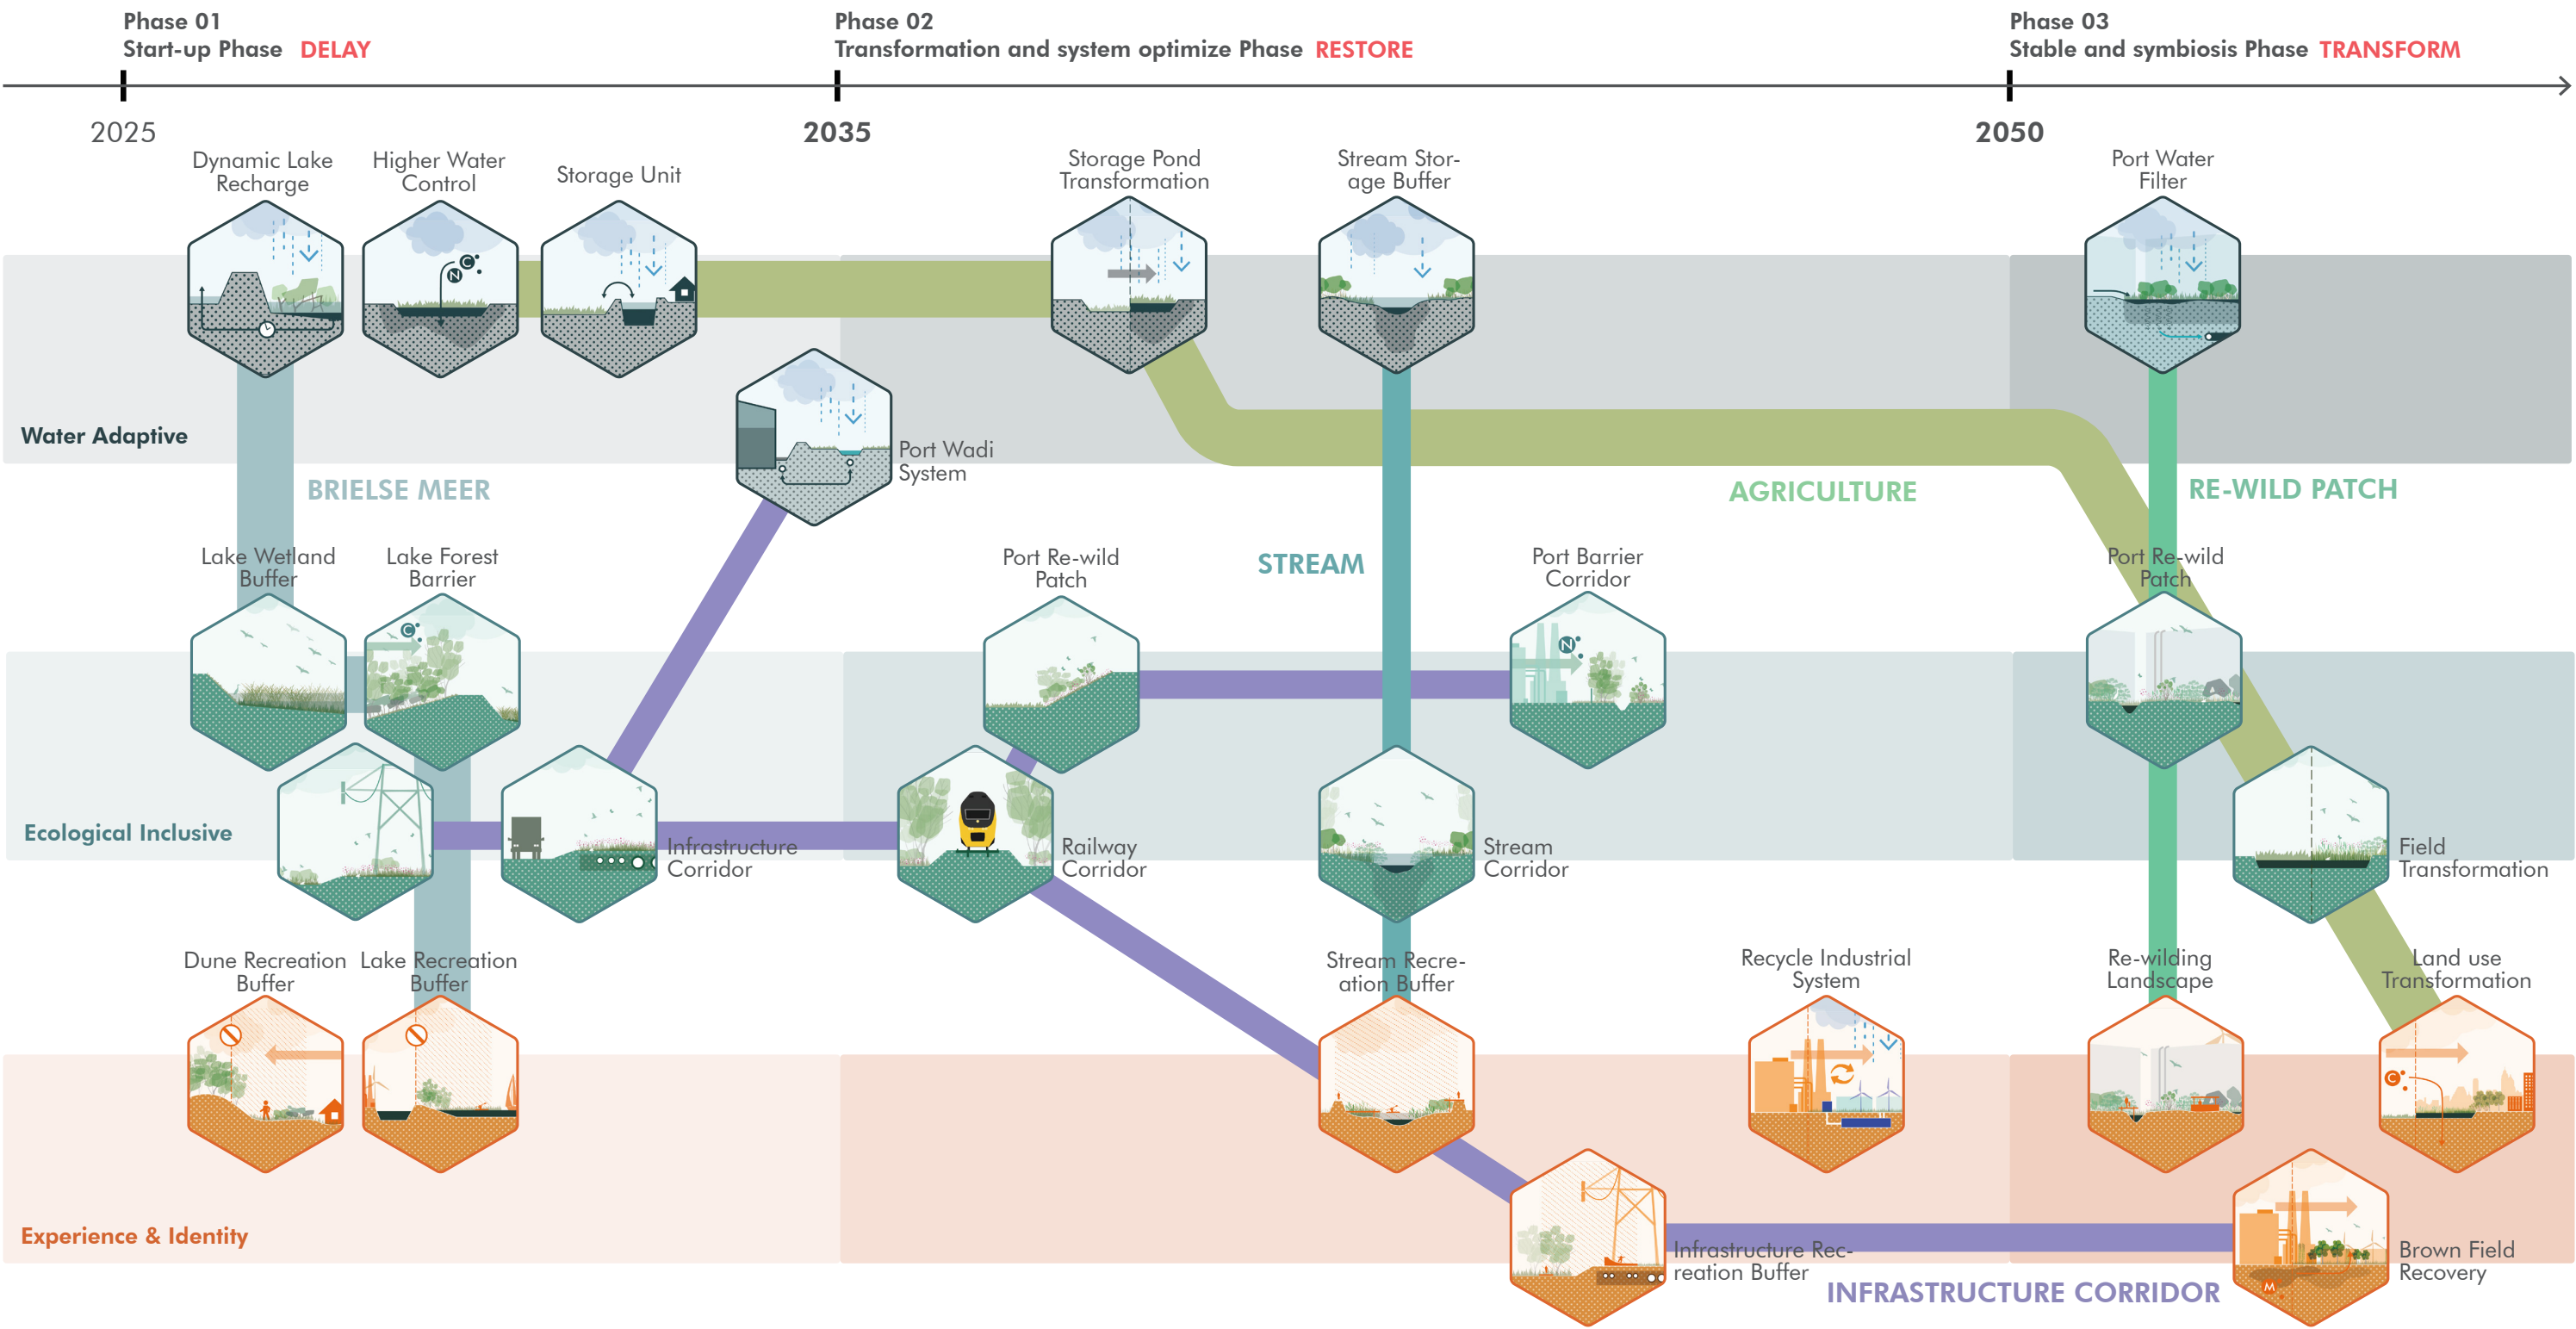 Phase 01
Start-up Phase DELAY
Phase 02
Transformation and system optimize Phase RESTORE
Phase 03
Stable and symbiosis Phase TRANSFORM
2025
2035
2050
Dynamic Lake
Recharge
Higher Water
Control
Storage Unit
Storage Pond
Transformation
Stream Stor-
age Buffer
Port Water
Filter
C
N
Water Adaptive
Port Wadi
System
BRIELSE MEER
AGRICULTURE
RE-WILD PATCH
STREAM
Lake Wetland
Buffer
Lake Forest
Barrier
Port Re-wild
Patch
Port Barrier
Corridor
Port Re-wild
Patch
C
N
Ecological Inclusive
Infrastructure
Corridor
Railway
Corridor
Stream
Corridor
Field
Transformation
Dune Recreation
Buffer
Lake Recreation
Buffer
Stream Recre-
ation Buffer
Recycle Industrial
System
Re-wilding
Landscape
Land use
Transformation
C
Experience & Identity
Infrastructure Rec-
reation Buffer
Brown Field
Recovery
M
INFRASTRUCTURE CORRIDOR